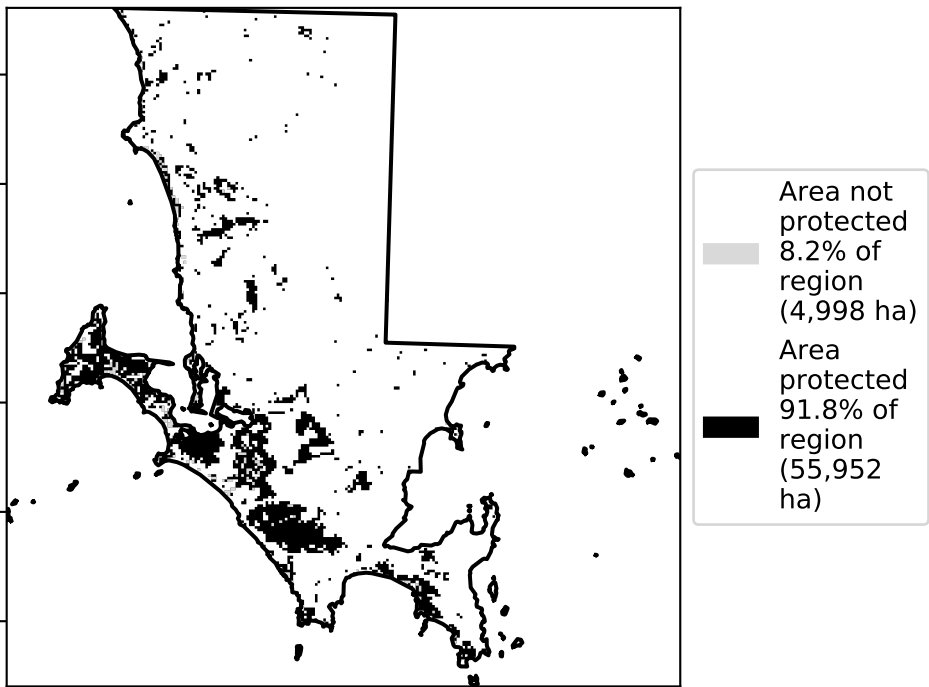 Area not
protected
8.2% of
region
(4,998 ha)
Area
protected
91.8% of
region
(55,952
ha)